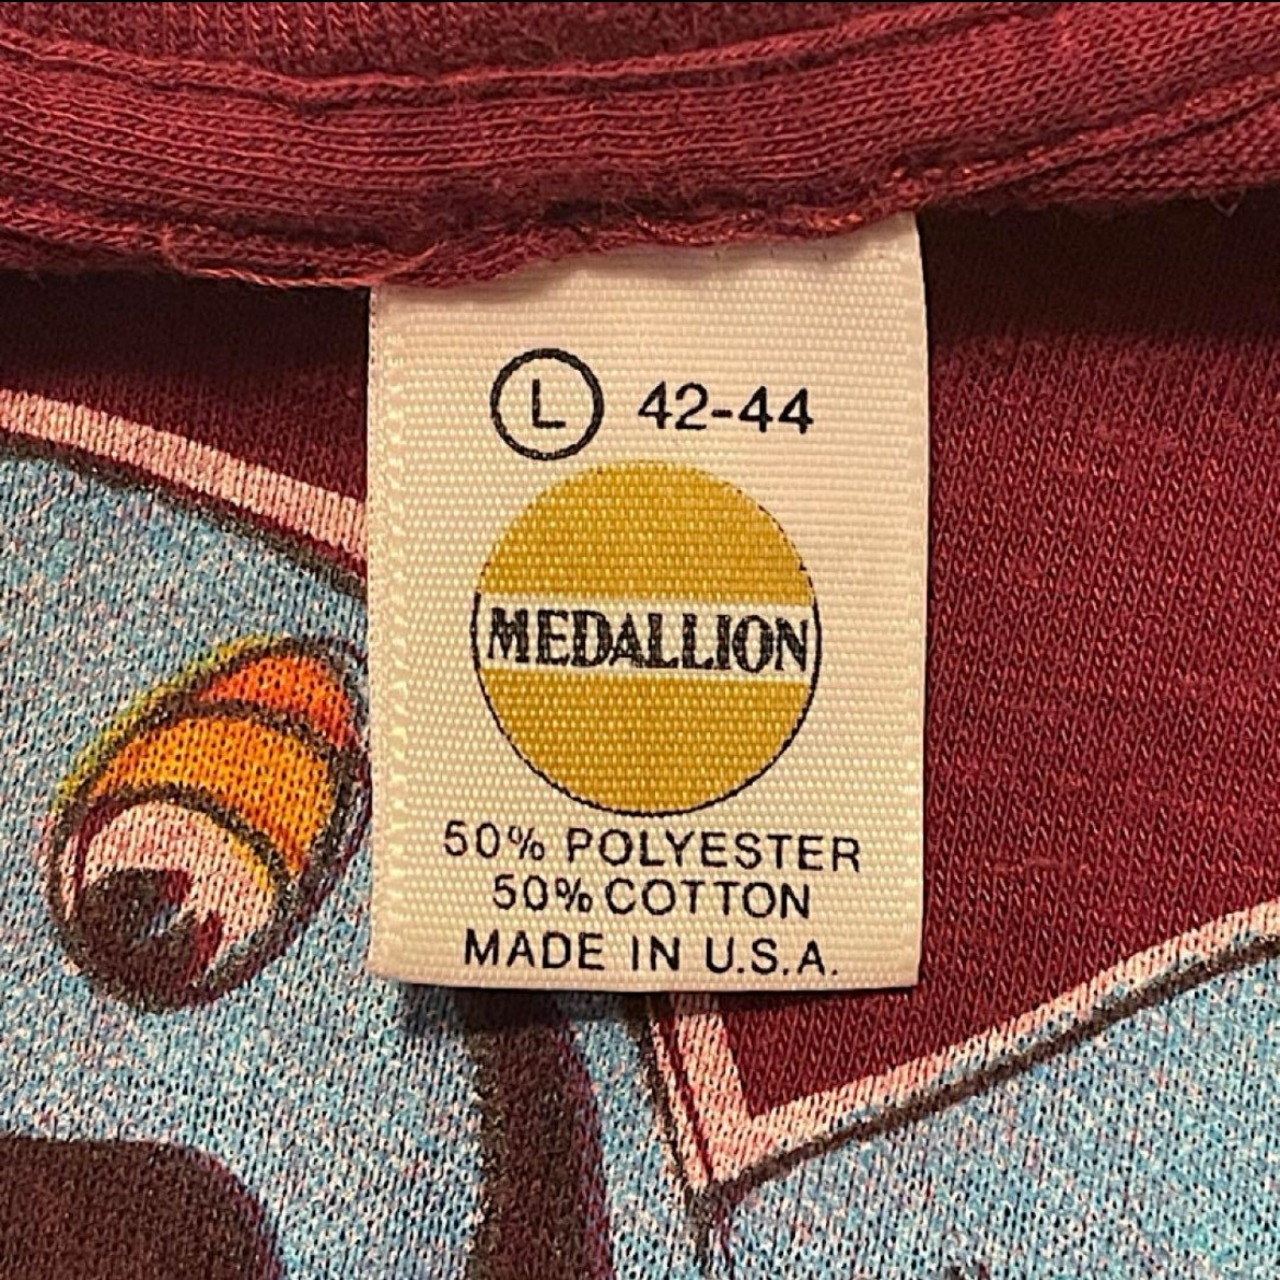 L 42-44
MEDALLION
50% POLYESTER
50% COTTON
MADE IN U.S.A.